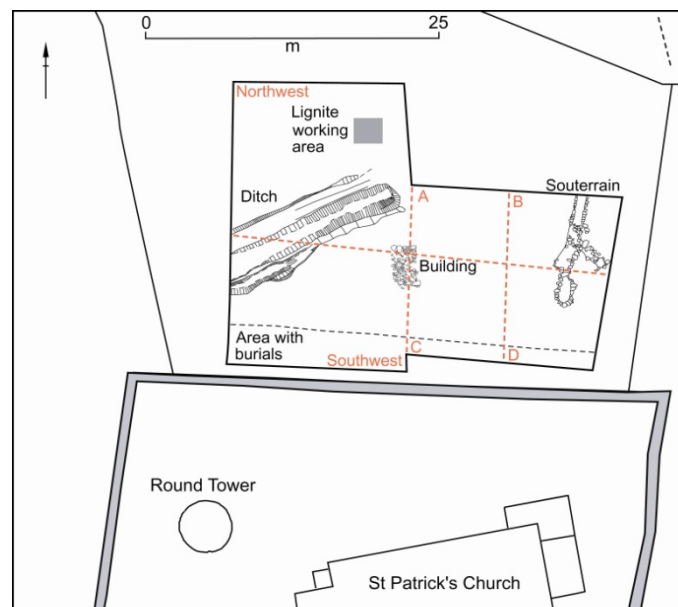 0 25
m
Northwest
Lignite
working
area
Ditch
A
B
Souterrain
Building
Area with
burials
Southwest
C
D
Round Tower
St Patrick's Church